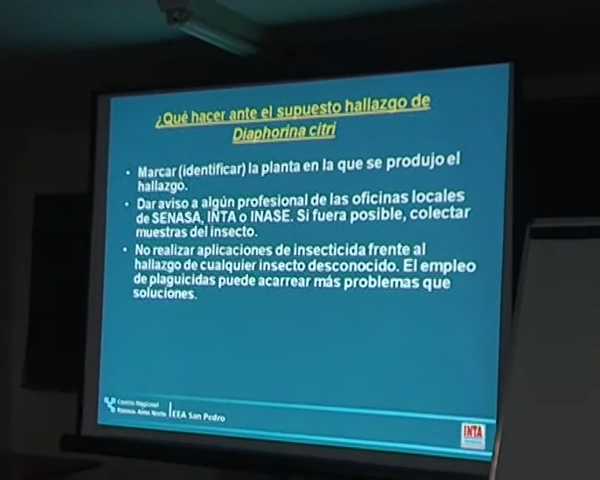 ¿Qué hacer ante el supuesto hallazgo de
Diaphorina citri
• Marcar (identificar) la planta en la que se produjo el
hallazgo.
• Dar aviso a algún profesional de las oficinas locales
de SENASA, INTA o INASE. Si fuera posible, colectar
muestras del insecto.
• No realizar aplicaciones de insecticida frente al
hallazgo de cualquier insecto desconocido. El empleo
de plaguicidas puede acarrear más problemas que
soluciones.
Centro Regional
Buenos Aires Norte
EEA San Pedro
INTA